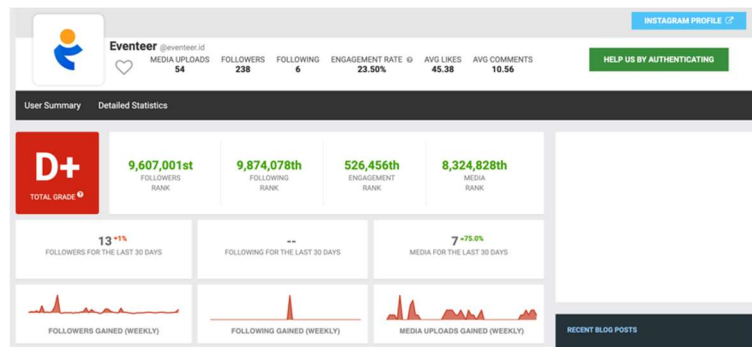 INSTAGRAM PROFILE
Eventeer @eventeer.id
MEDIA UPLOADS FOLLOWERS FOLLOWING ENGAGEMENT RATE AVG LIKES AVG COMMENTS
54 238 6 23.50% 45.38 10.56
HELP US BY AUTHENTICATING
User Summary Detailed Statistics
D+
TOTAL GRADE
9,607,001st 9,874,078th 526,456th 8,324,828th
FOLLOWERS FOLLOWING ENGAGEMENT MEDIA
RANK RANK RANK RANK
13 -1% -- 7 +75.0%
FOLLOWERS FOR THE LAST 30 DAYS FOLLOWING FOR THE LAST 30 DAYS MEDIA FOR THE LAST 30 DAYS
FOLLOWERS GAINED (WEEKLY) FOLLOWING GAINED (WEEKLY) MEDIA UPLOADS GAINED (WEEKLY)
RECENT BLOG POSTS